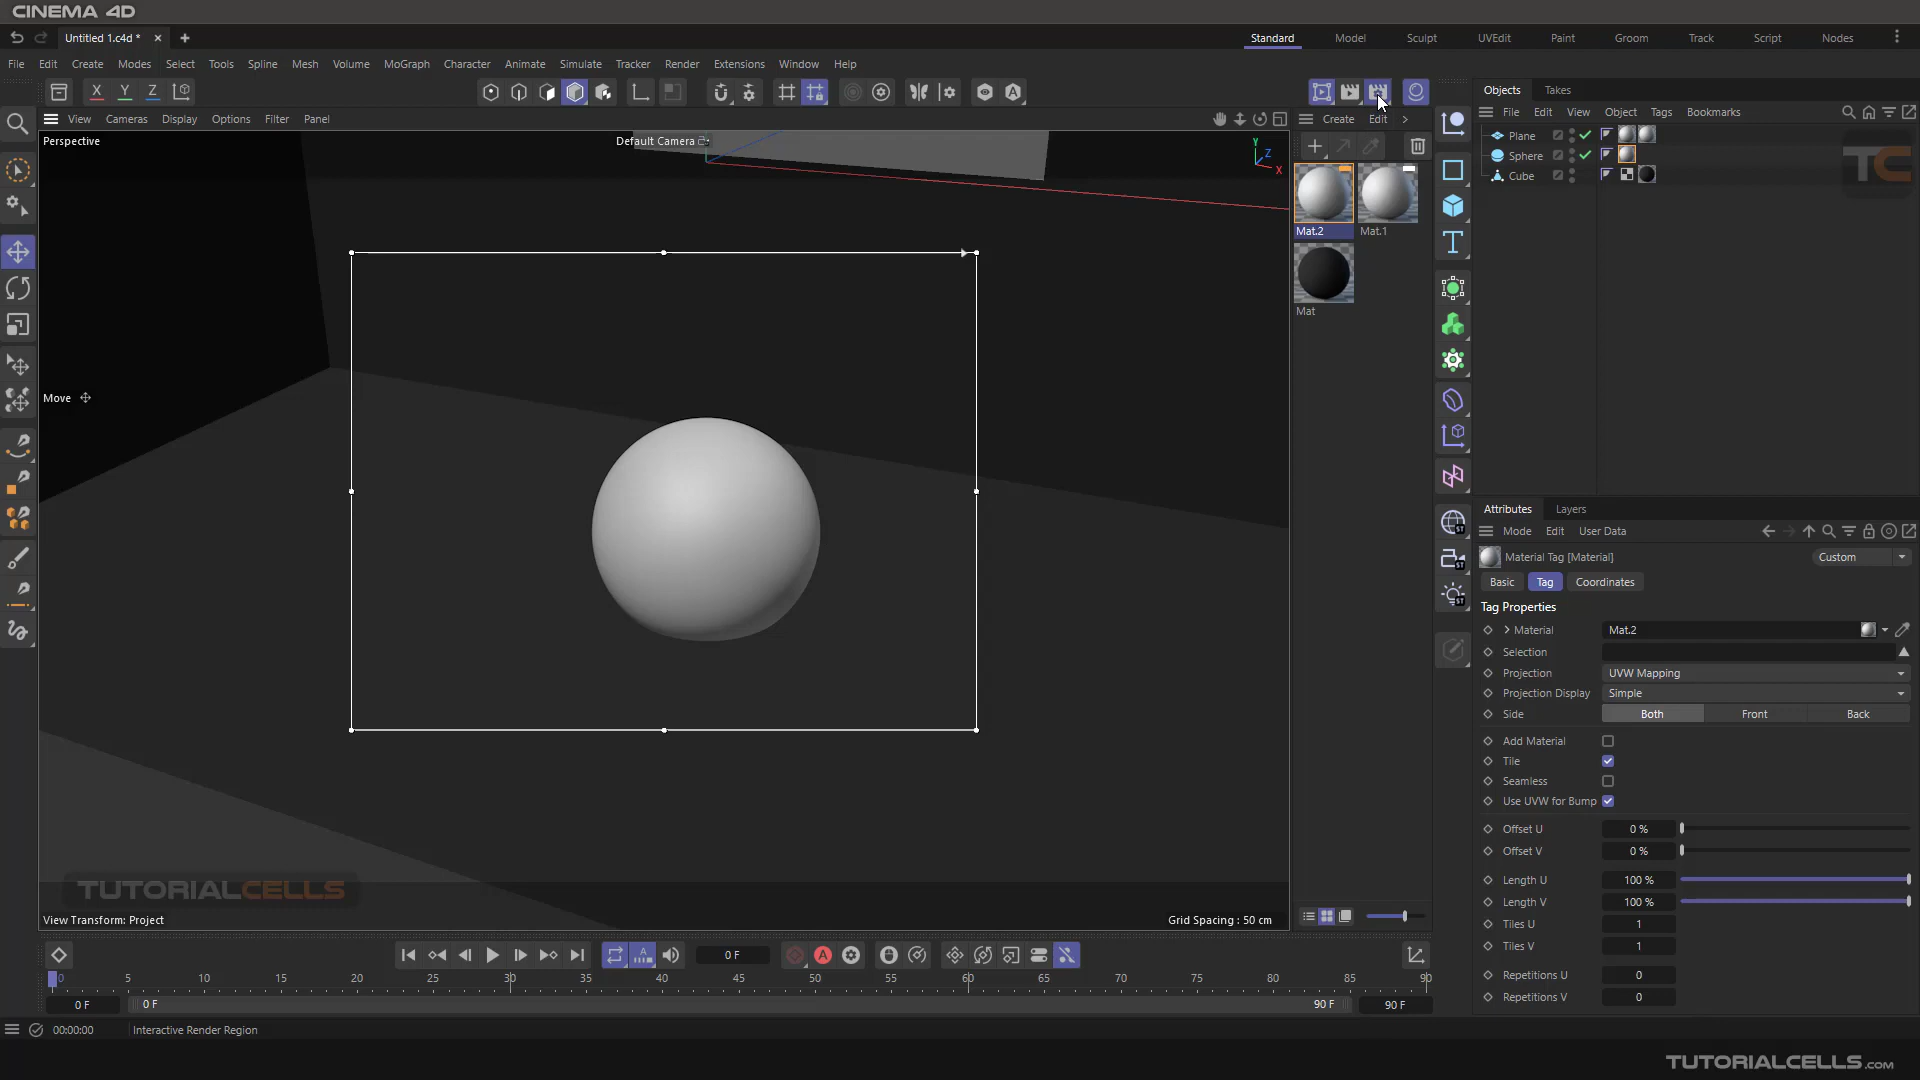 CINEMA 4D
Untitled 1.c4d *
Standard
Model
Sculpt
UVEdit
Paint
Groom
Track
Script
Nodes
File Edit Create Modes Select Tools Spline Mesh Volume MoGraph Character Animate Simulate Tracker Render Extensions Window Help
X Y Z
Objects Takes
File Edit View Object Tags Bookmarks
View Cameras Display Options Filter Panel
Create Edit
Perspective
Default Camera
Y
Z
X
Plane
Sphere
Cube
TC
Mat.2
Mat.1
Mat
Move
Attributes Layers
Mode Edit User Data
Material Tag [Material]
Custom
Basic Tag Coordinates
Tag Properties
Material Mat.2
Selection
Projection UVW Mapping
Projection Display Simple
Side Both Front Back
Add Material
Tile
Seamless
Use UVW for Bump
Offset U 0 %
Offset V 0 %
Length U 100 %
Length V 100 %
Tiles U 1
Tiles V 1
Repetitions U 0
Repetitions V 0
TUTORIALCELLS
View Transform: Project
Grid Spacing : 50 cm
0 F
0 5 10 15 20 25 30 35 40 45 50 55 60 65 70 75 80 85 90
0 F
0 F
90 F
90 F
00:00:00
Interactive Render Region
TUTORIALCELLS.COM